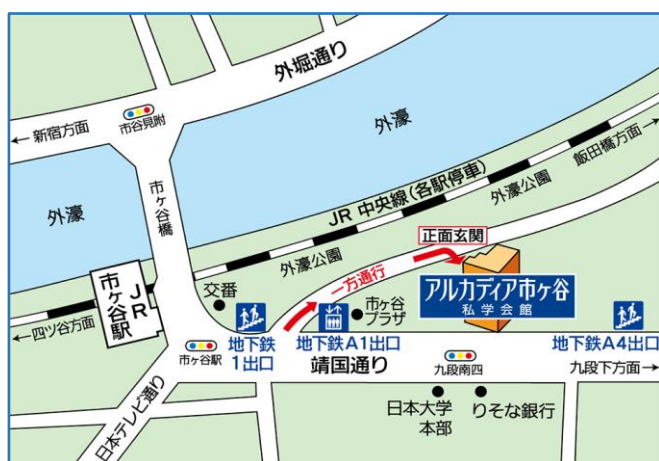 外堀通り
←新宿方面
市谷見附
外濠
飯田橋方面→
市ヶ谷橋
JR 中央線(各駅停車)
外濠公園
外濠
正面玄関
外濠公園
一方通行
アルカディア市ヶ谷
私学会館
JR
市ヶ谷駅
交番
市ヶ谷
プラザ
←四ツ谷方面
市ヶ谷駅
地下鉄
1出口
地下鉄A1出口
靖国通り
九段南四
地下鉄A4出口
九段下方面→
日本テレビ通り
日本大学
本部
りそな銀行